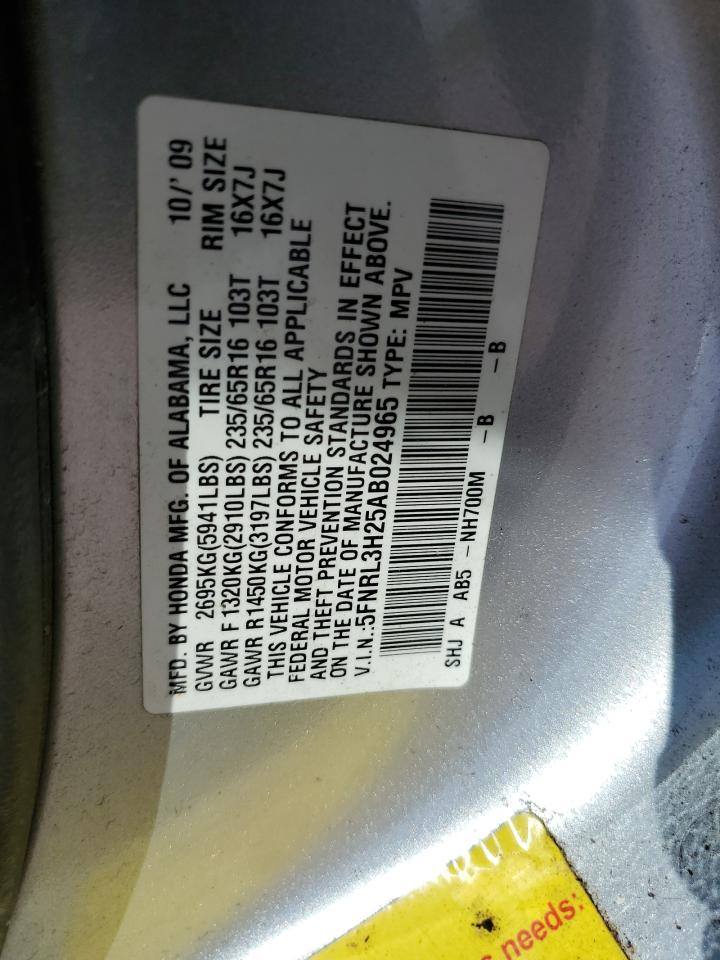 MFD. BY HONDA MFG. OF ALABAMA, LLC 10/' 09
GVWR 2695KG(5941LBS) TIRE SIZE RIM SIZE
GAWR F 1320KG(2910LBS) 235/65R16 103T 16X7J
GAWR R1450KG(3197LBS) 235/65R16 103T 16X7J
THIS VEHICLE CONFORMS TO ALL APPLICABLE
FEDERAL MOTOR VEHICLE SAFETY
AND THEFT PREVENTION STANDARDS IN EFFECT
ON THE DATE OF MANUFACTURE SHOWN ABOVE.
V.I.N.:5FNRL3H25AB024965 TYPE: MPV
SHJ A AB5 - NH700M - B - B
needs: